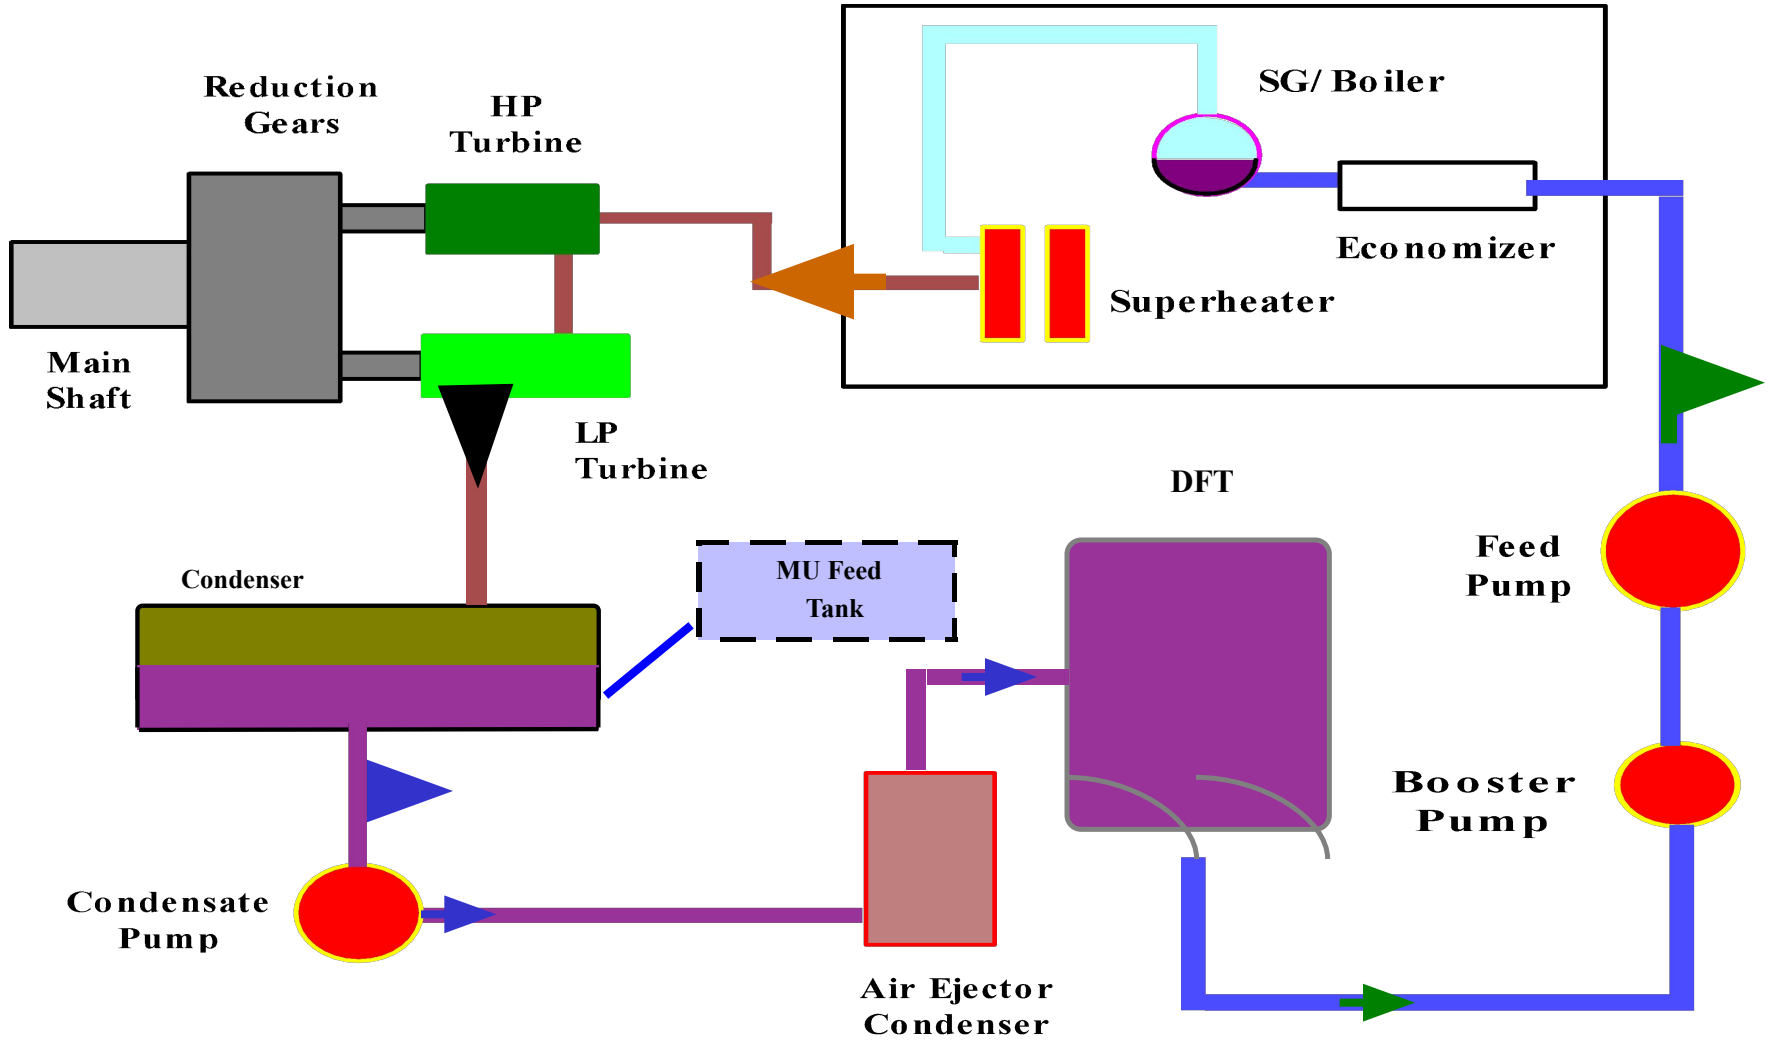 SG/ Boiler
Reduction
Gears
HP
Turbine
Economizer
Superheater
Main
Shaft
LP
Turbine
DFT
Feed
Pump
Condenser
MU Feed
Tank
Booster
Pump
Condensate
Pump
Air Ejector
Condenser